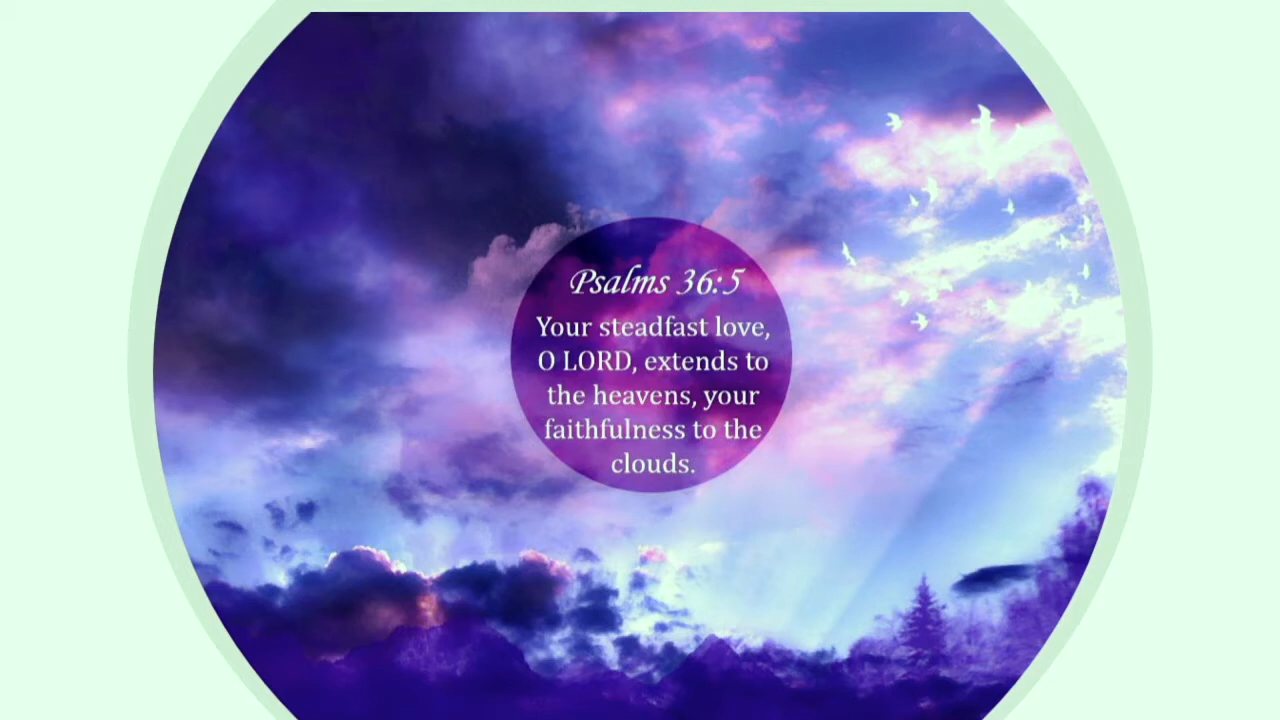 Psalms 36:5
Your steadfast love,
O LORD, extends to
the heavens, your
faithfulness to the
clouds.